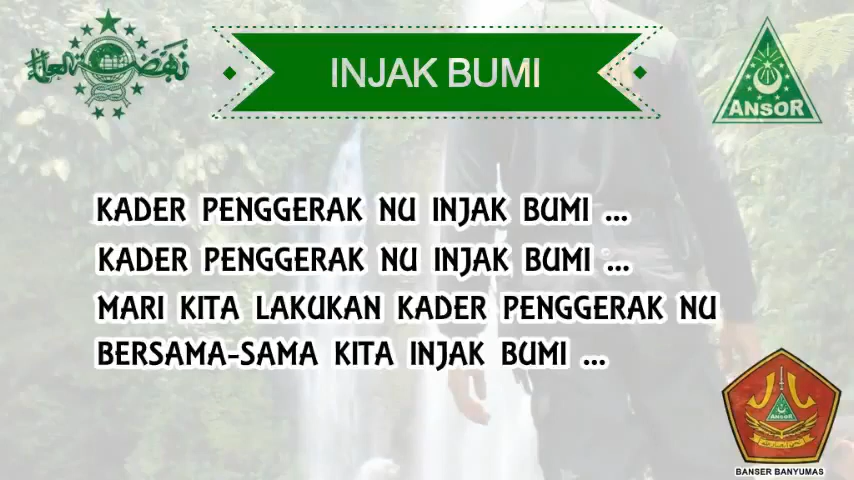 INJAK BUMI
ANSOR
KADER PENGGERAK NU INJAK BUMI ...
KADER PENGGERAK NU INJAK BUMI ...
MARI KITA LAKUKAN KADER PENGGERAK NU
BERSAMA-SAMA KITA INJAK BUMI ...
ANSOR
BANSER BANYUMAS